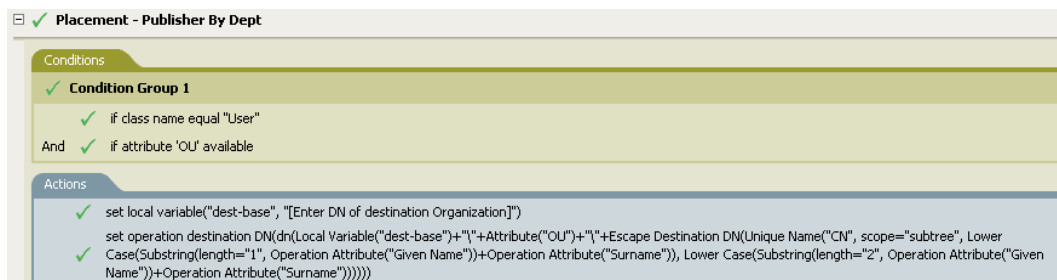 Placement - Publisher By Dept
Conditions
Condition Group 1
if class name equal "User"
And if attribute 'OU' available
Actions
set local variable("dest-base", "[Enter DN of destination Organization]")
set operation destination DN(dn(Local Variable("dest-base")+"\"+Attribute("OU")+"\"+Escape Destination DN(Unique Name("CN", scope="subtree", Lower
Case(Substring(length="1", Operation Attribute("Given Name"))+Operation Attribute("Surname")), Lower Case(Substring(length="2", Operation Attribute("Given
Name"))+Operation Attribute("Surname"))))))